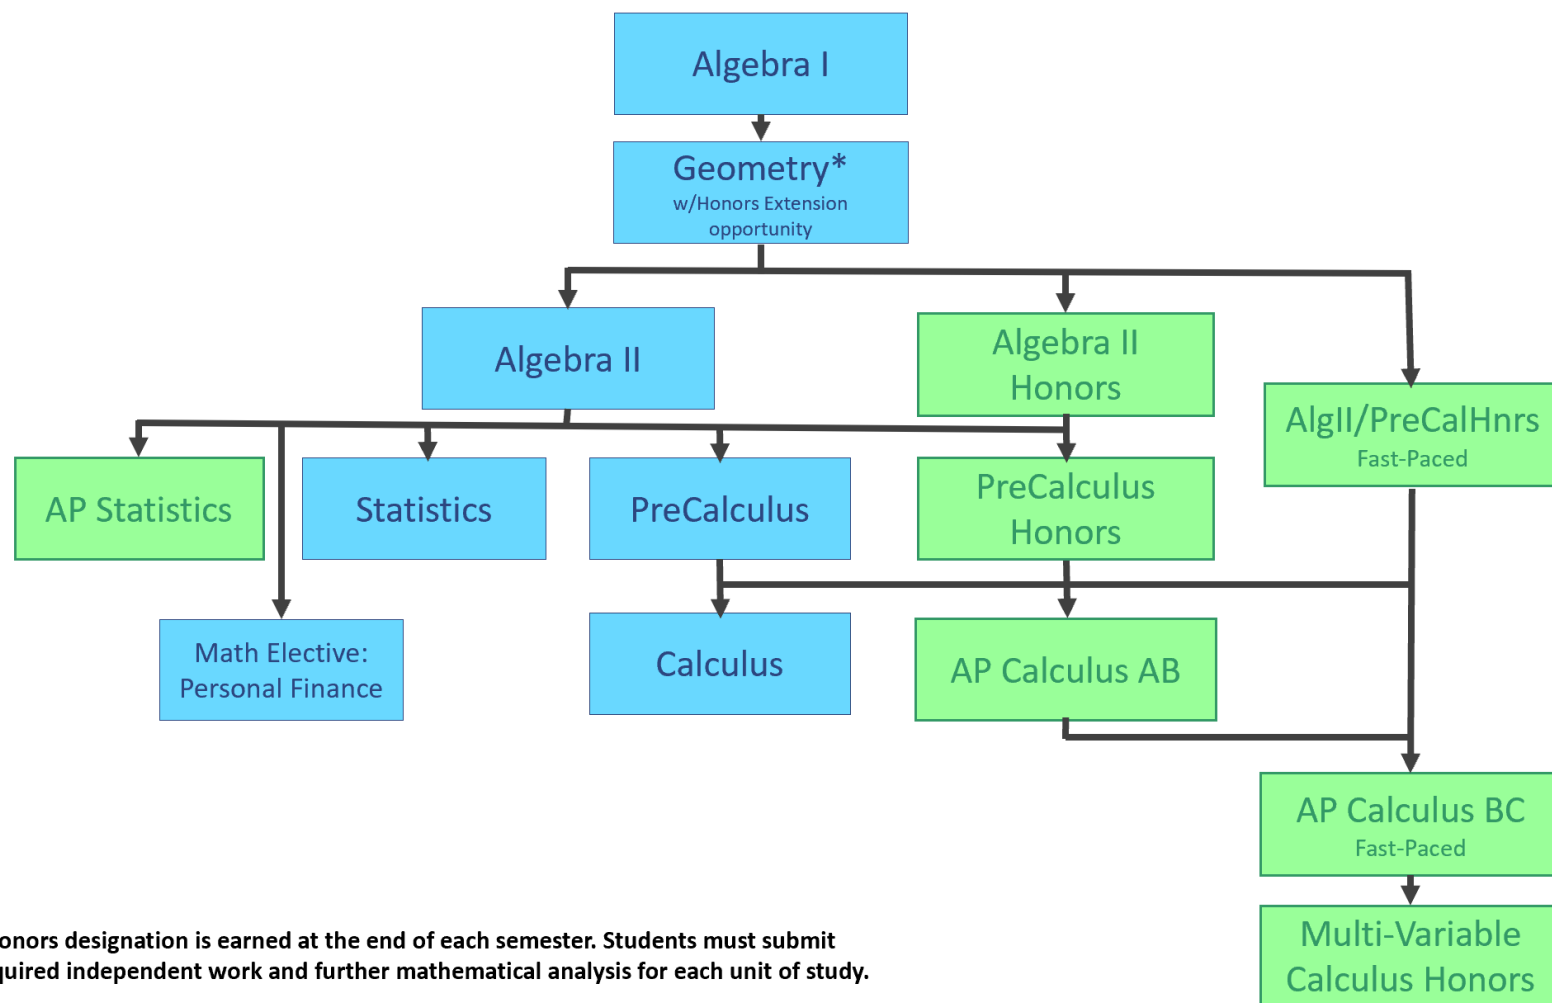 Algebra I
Geometry*
w/Honors Extension
opportunity
Algebra II
Algebra II
Honors
AlgII/PreCalHnrs
Fast-Paced
AP Statistics
Statistics
PreCalculus
PreCalculus
Honors
Math Elective:
Personal Finance
Calculus
AP Calculus AB
AP Calculus BC
Fast-Paced
Multi-Variable
Calculus Honors
onors designation is earned at the end of each semester. Students must submit
quired independent work and further mathematical analysis for each unit of study.